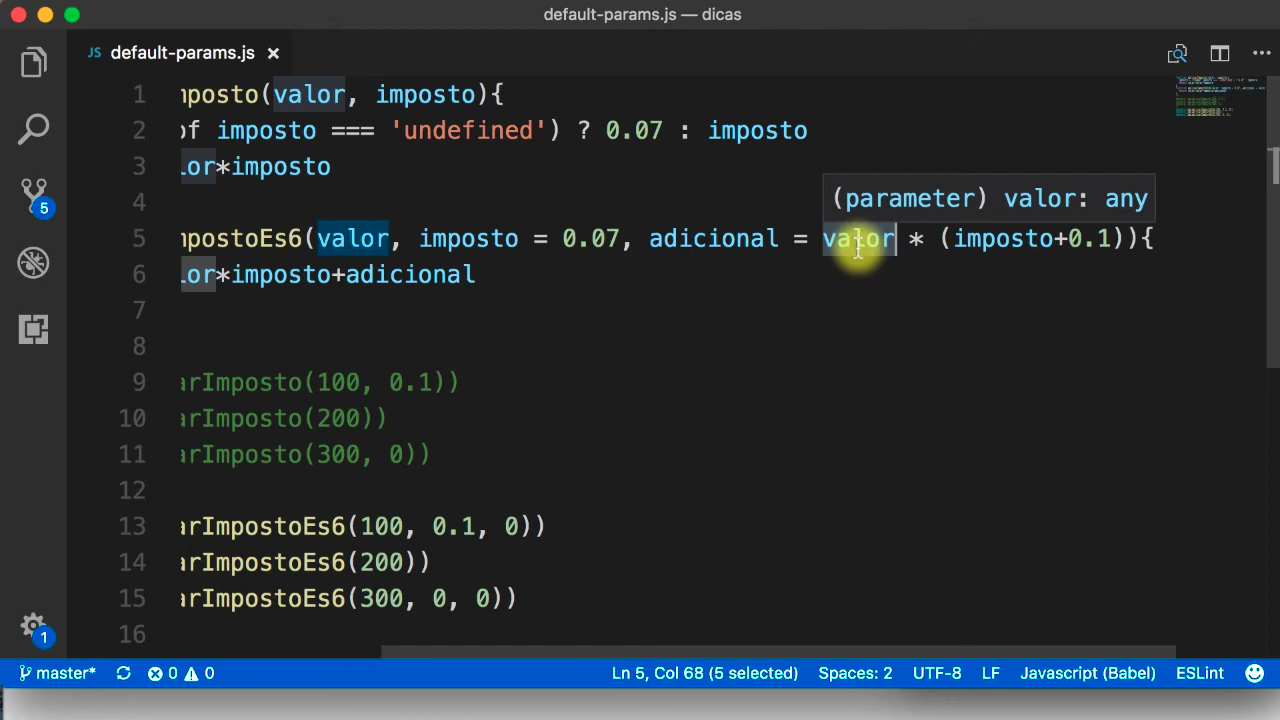 default-params.js — dicas
JS default-params.js ×
1 nposto(valor, imposto){
2 of imposto === 'undefined') ? 0.07 : imposto
3 lor*imposto
4
(parameter) valor: any
5 npostoEs6(valor, imposto = 0.07, adicional = valor * (imposto+0.1)){
6 lor*imposto+adicional
7
8
9 arImposto(100, 0.1))
10 arImposto(200))
11 arImposto(300, 0))
12
13 arImpostoEs6(100, 0.1, 0))
14 arImpostoEs6(200))
15 arImpostoEs6(300, 0, 0))
16
5
1
master* 0 0 Ln 5, Col 68 (5 selected) Spaces: 2 UTF-8 LF Javascript (Babel) ESLint